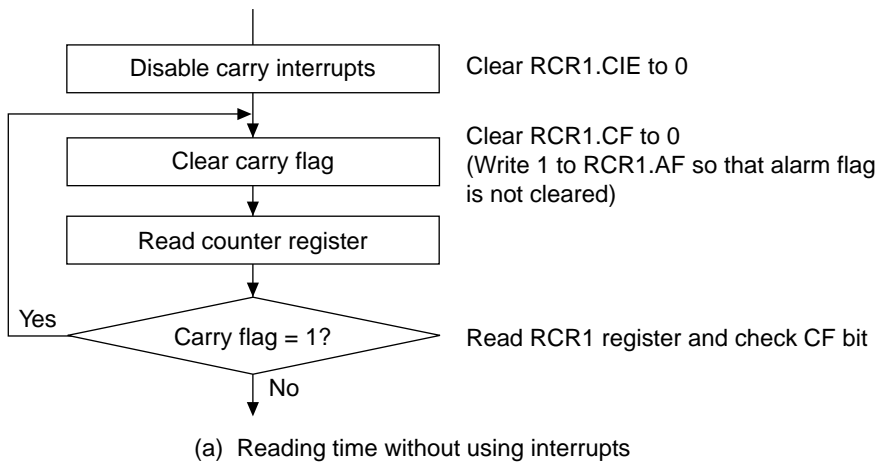 Disable carry interrupts
Clear RCR1.CIE to 0
Clear carry flag
Clear RCR1.CF to 0
(Write 1 to RCR1.AF so that alarm flag
is not cleared)
Read counter register
Yes
Carry flag = 1?
Read RCR1 register and check CF bit
No
(a) Reading time without using interrupts